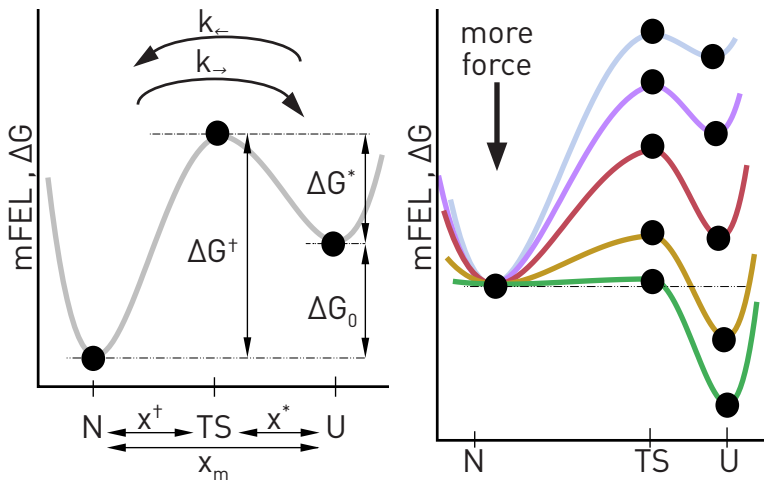 mFEL, ΔG
k←
k→
ΔG*
ΔG†
ΔG₀
N x† TS x* U
xₘ
more
force
mFEL, ΔG
N TS U